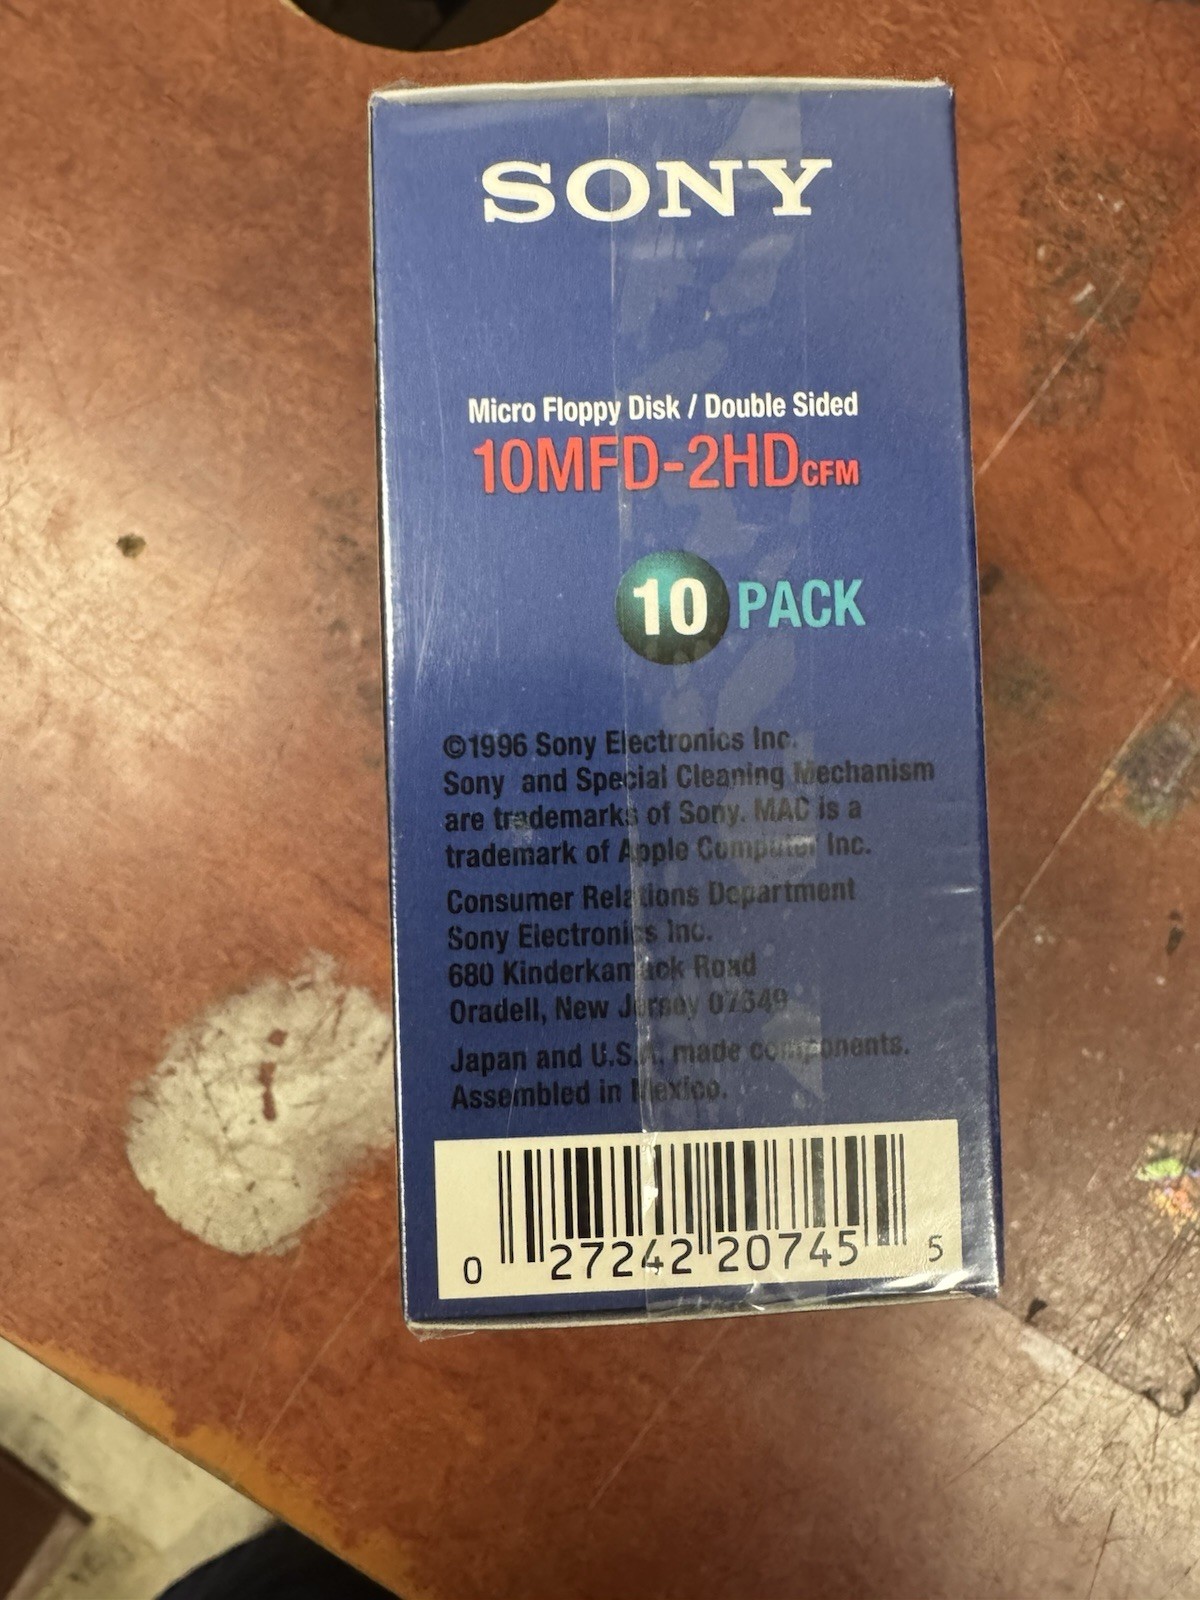 SONY
Micro Floppy Disk / Double Sided
10MFD-2HDCFM
10 PACK
©1996 Sony Electronics Inc.
Sony and Special Cleaning Mechanism
are trademarks of Sony. MAC is a
trademark of Apple Computer Inc.
Consumer Relations Department
Sony Electronics Inc.
680 Kinderkamack Road
Oradell, New Jersey 07649
Japan and U.S.A. made components.
Assembled in Mexico.
0 27242 20745 5